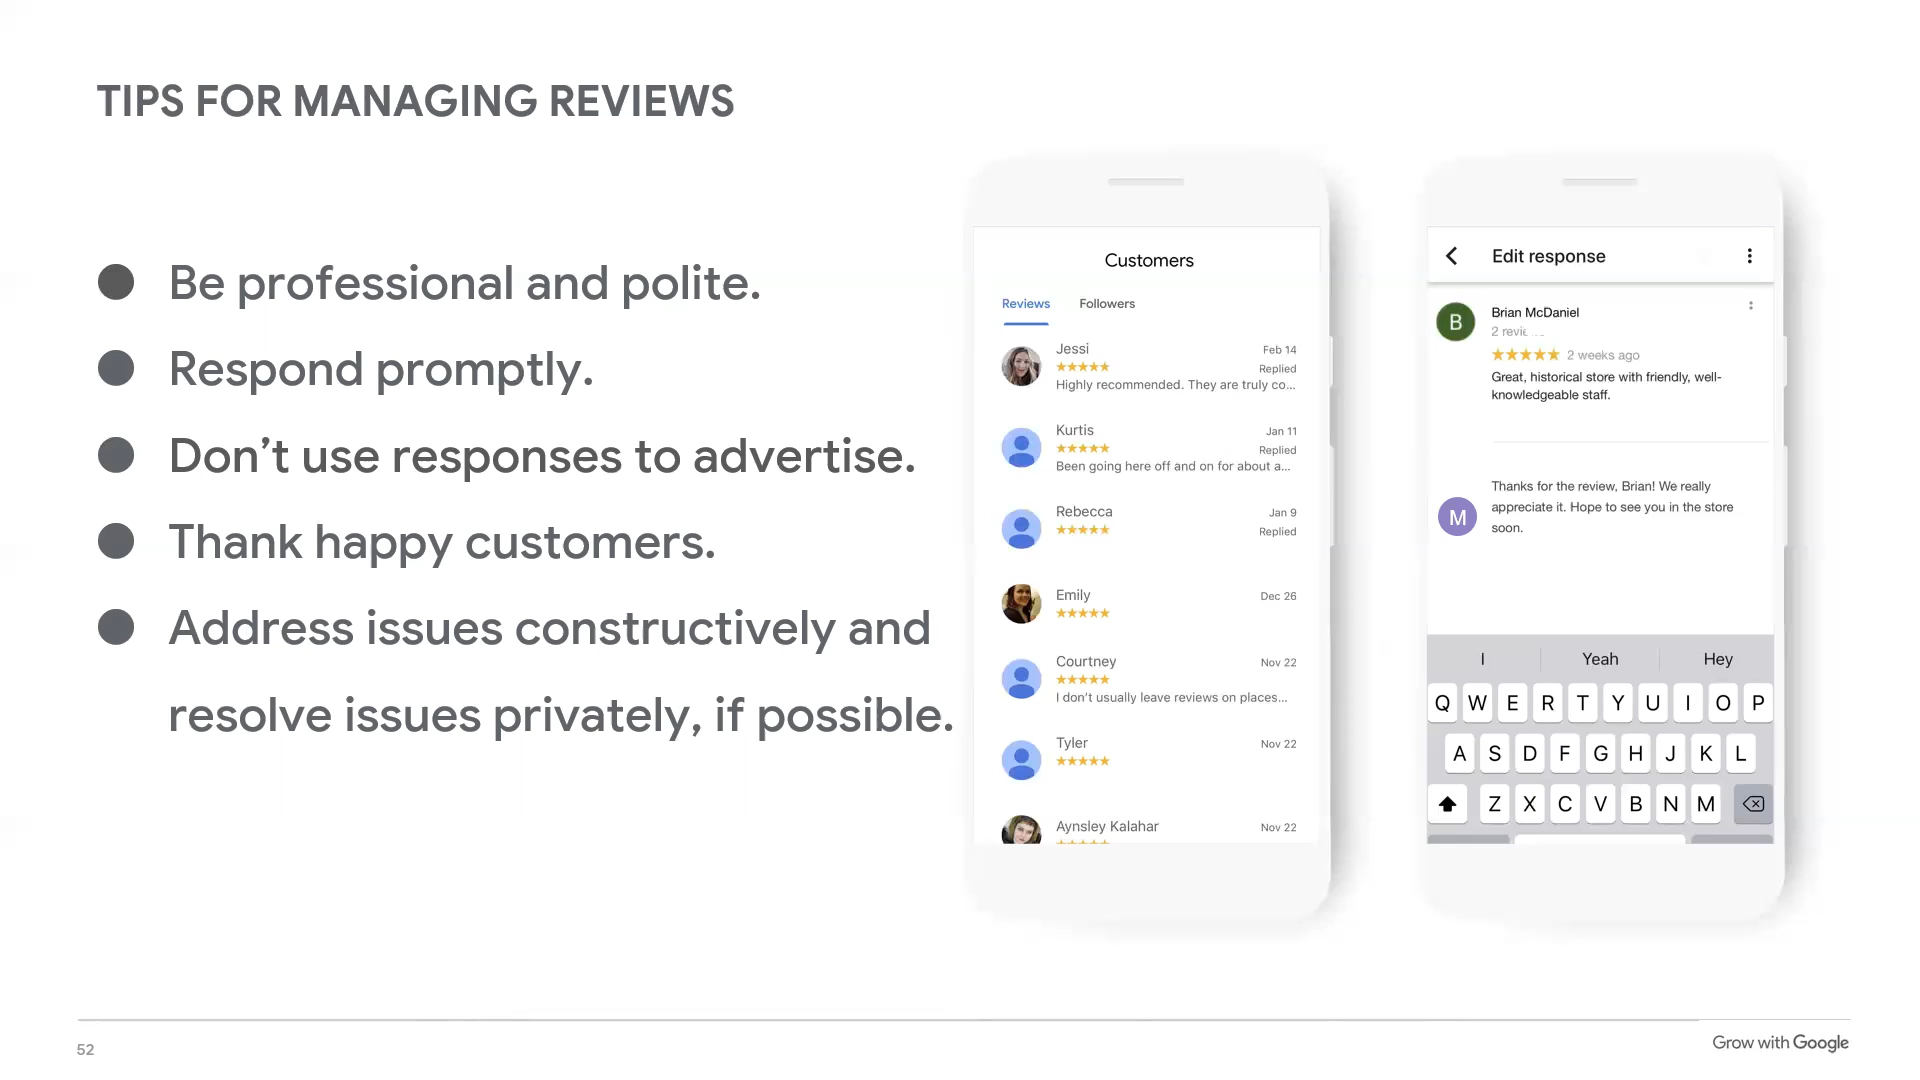 TIPS FOR MANAGING REVIEWS
Be professional and polite.
Respond promptly.
Don't use responses to advertise.
Thank happy customers.
Address issues constructively and
resolve issues privately, if possible.
Customers
Reviews Followers
Jessi Feb 14
★★★★★ Replied
Highly recommended. They are truly co...
Kurtis Jan 11
★★★★★ Replied
Been going here off and on for about a...
Rebecca Jan 9
★★★★★ Replied
Emily Dec 26
★★★★★
Courtney Nov 22
★★★★★
I don't usually leave reviews on places...
Tyler Nov 22
★★★★★
Aynsley Kalahar Nov 22
Edit response
B
Brian McDaniel
2
★★★★★ 2 weeks ago
Great, historical store with friendly, well-
knowledgeable staff.
M
Thanks for the review, Brian! We really
appreciate it. Hope to see you in the store
soon.
I Yeah Hey
Q W E R T Y U I O P
A S D F G H J K L
Z X C V B N M
52
Grow with Google